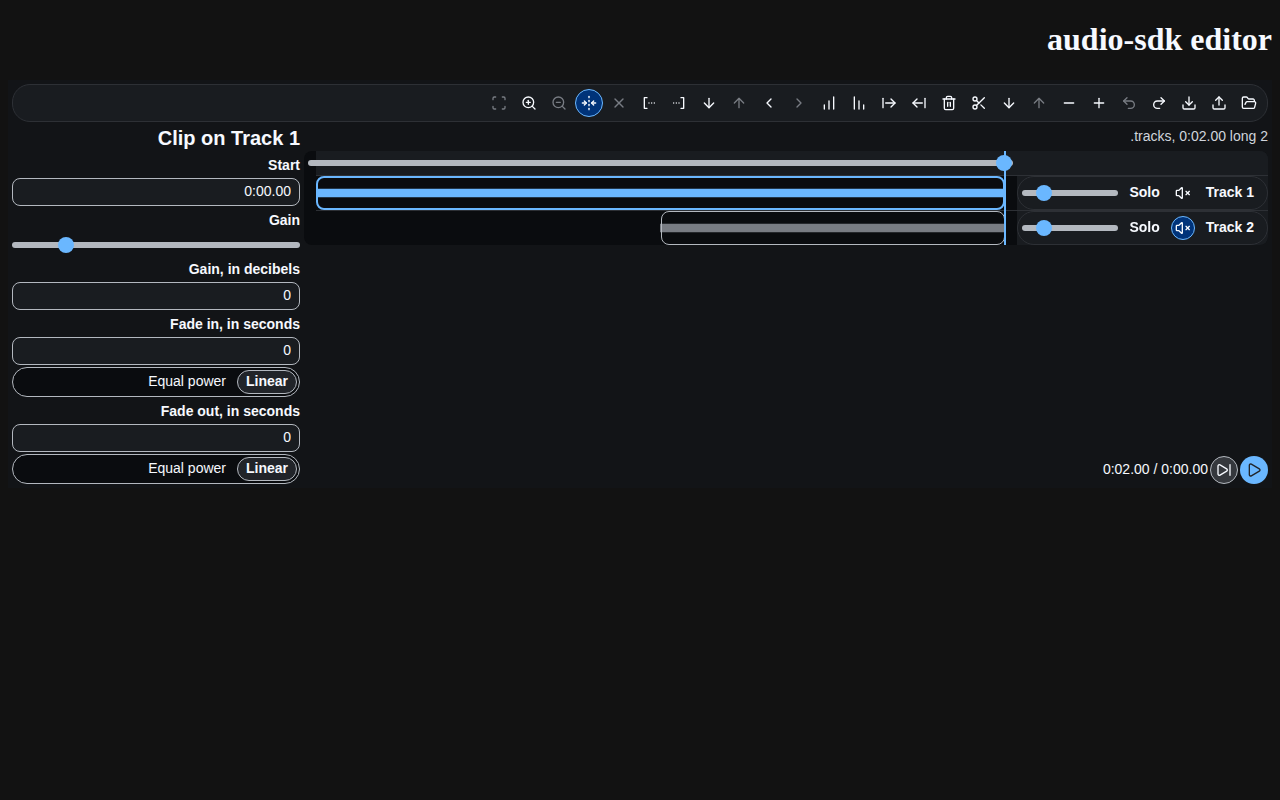 audio-sdk editor
.tracks, 0:02.00 long 2
Clip on Track 1
Start
0:00.00
Gain
Gain, in decibels
0
Fade in, in seconds
0
Equal power Linear
Fade out, in seconds
0
Equal power Linear
Solo Track 1
Solo Track 2
0:02.00 / 0:00.00